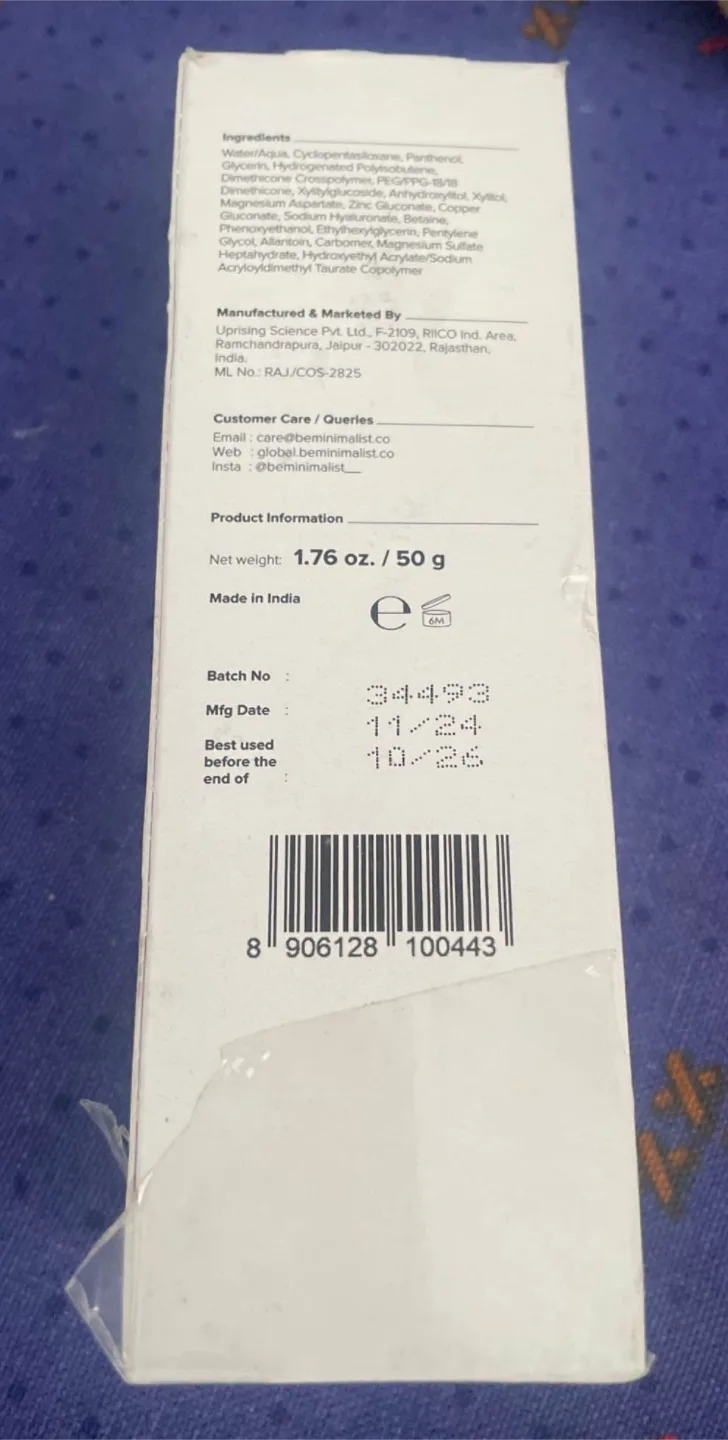 Ingredients
Water/Aqua, Cyclopentasiloxane, Panthenol,
Glycerin, Hydrogenated Polyisobutene,
Dimethicone Crosspolymer, PEG/PPG-18/18
Dimethicone, Xylitylglucoside, Anhydroxylitol, Xylitol,
Magnesium Aspartate, Zinc Gluconate, Copper
Gluconate, Sodium Hyaluronate, Betaine,
Phenoxyethanol, Ethylhexylglycerin, Pentylene
Glycol, Allantoin, Carbomer, Magnesium Sulfate
Heptahydrate, Hydroxyethyl Acrylate/Sodium
Acryloyldimethyl Taurate Copolymer
Manufactured & Marketed By
Uprising Science Pvt. Ltd., F-2109, RIICO Ind. Area,
Ramchandrapura, Jaipur - 302022, Rajasthan,
India.
ML No.: RAJ/COS-2825
Customer Care / Queries
Email : care@beminimalist.co
Web : global.beminimalist.co
Insta : @beminimalist__
Product Information
Net weight: 1.76 oz. / 50 g
Made in India e 6M
Batch No : 34493
Mfg Date : 11/24
Best used
before the
end of : 10/26
8 906128 100443